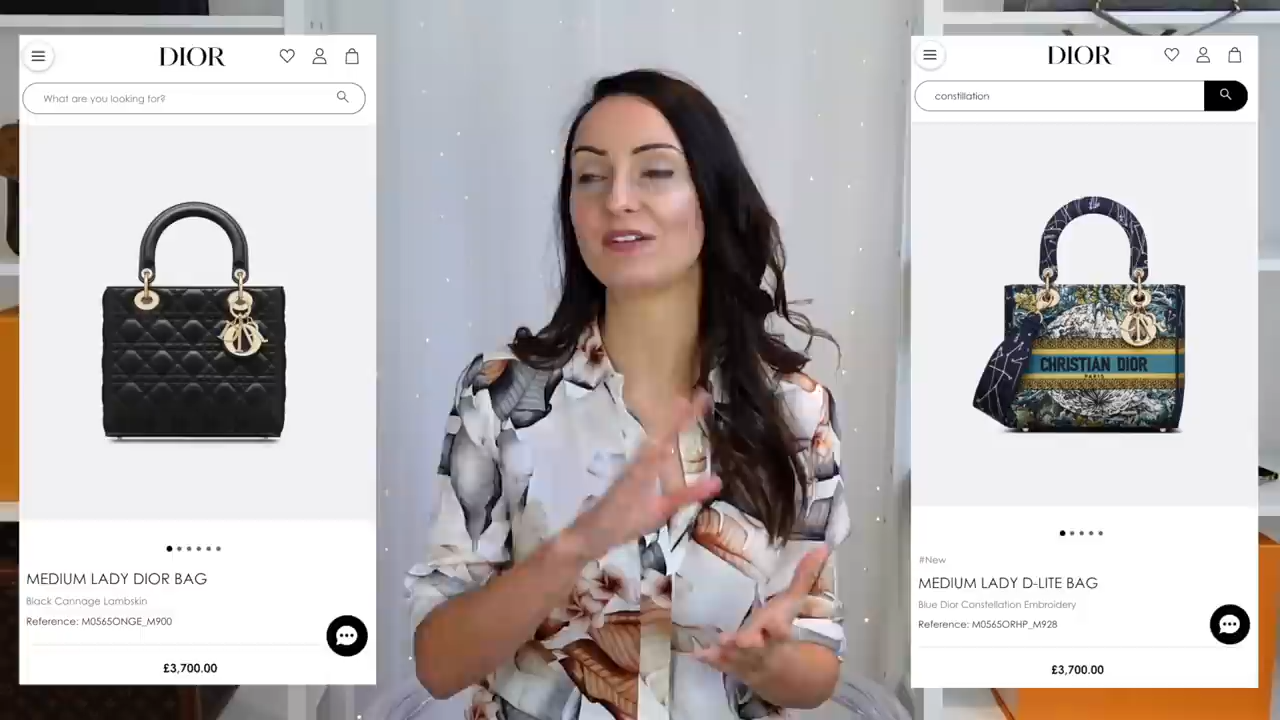 DIOR
What are you looking for?
MEDIUM LADY DIOR BAG
Black Cannage Lambskin
Reference: M0565ONGE_M900
£3,700.00
DIOR
constillation
CHRISTIAN DIOR
PARIS
#New
MEDIUM LADY D-LITE BAG
Blue Dior Constellation Embroidery
Reference: M0565ORHP_M928
£3,700.00